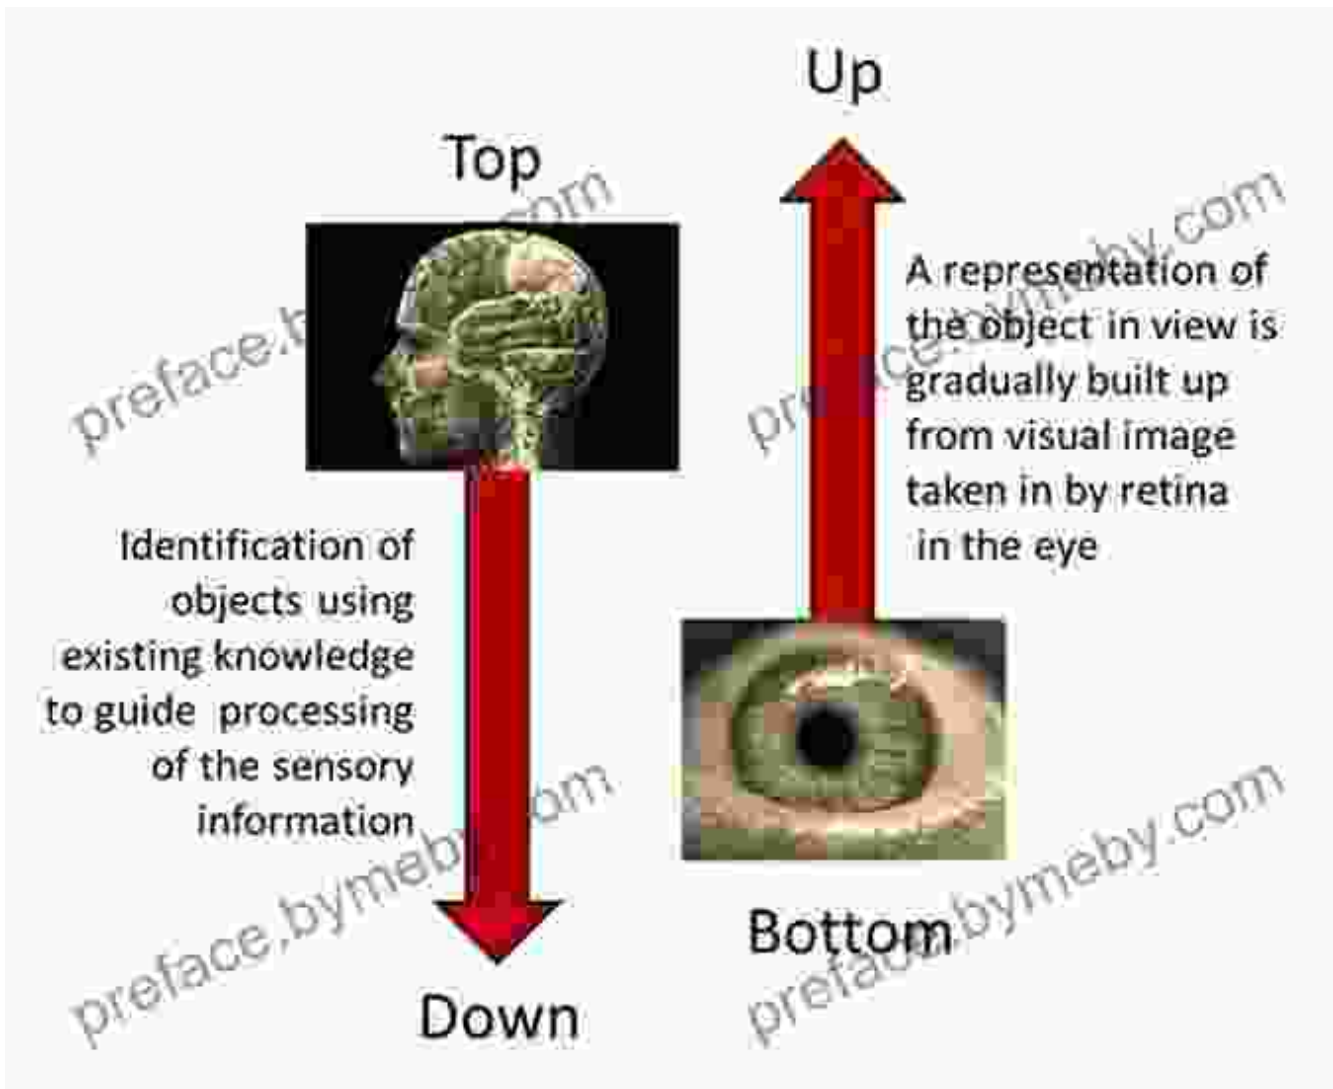 Top
Identification of
objects using
existing knowledge
to guide processing
of the sensory
information
Down
Up
A representation of
the object in view is
gradually built up
from visual image
taken in by retina
in the eye
Bottom
preface.bymeby.com
preface.bymeby.com
preface.bymeby.com
preface.bymeby.com